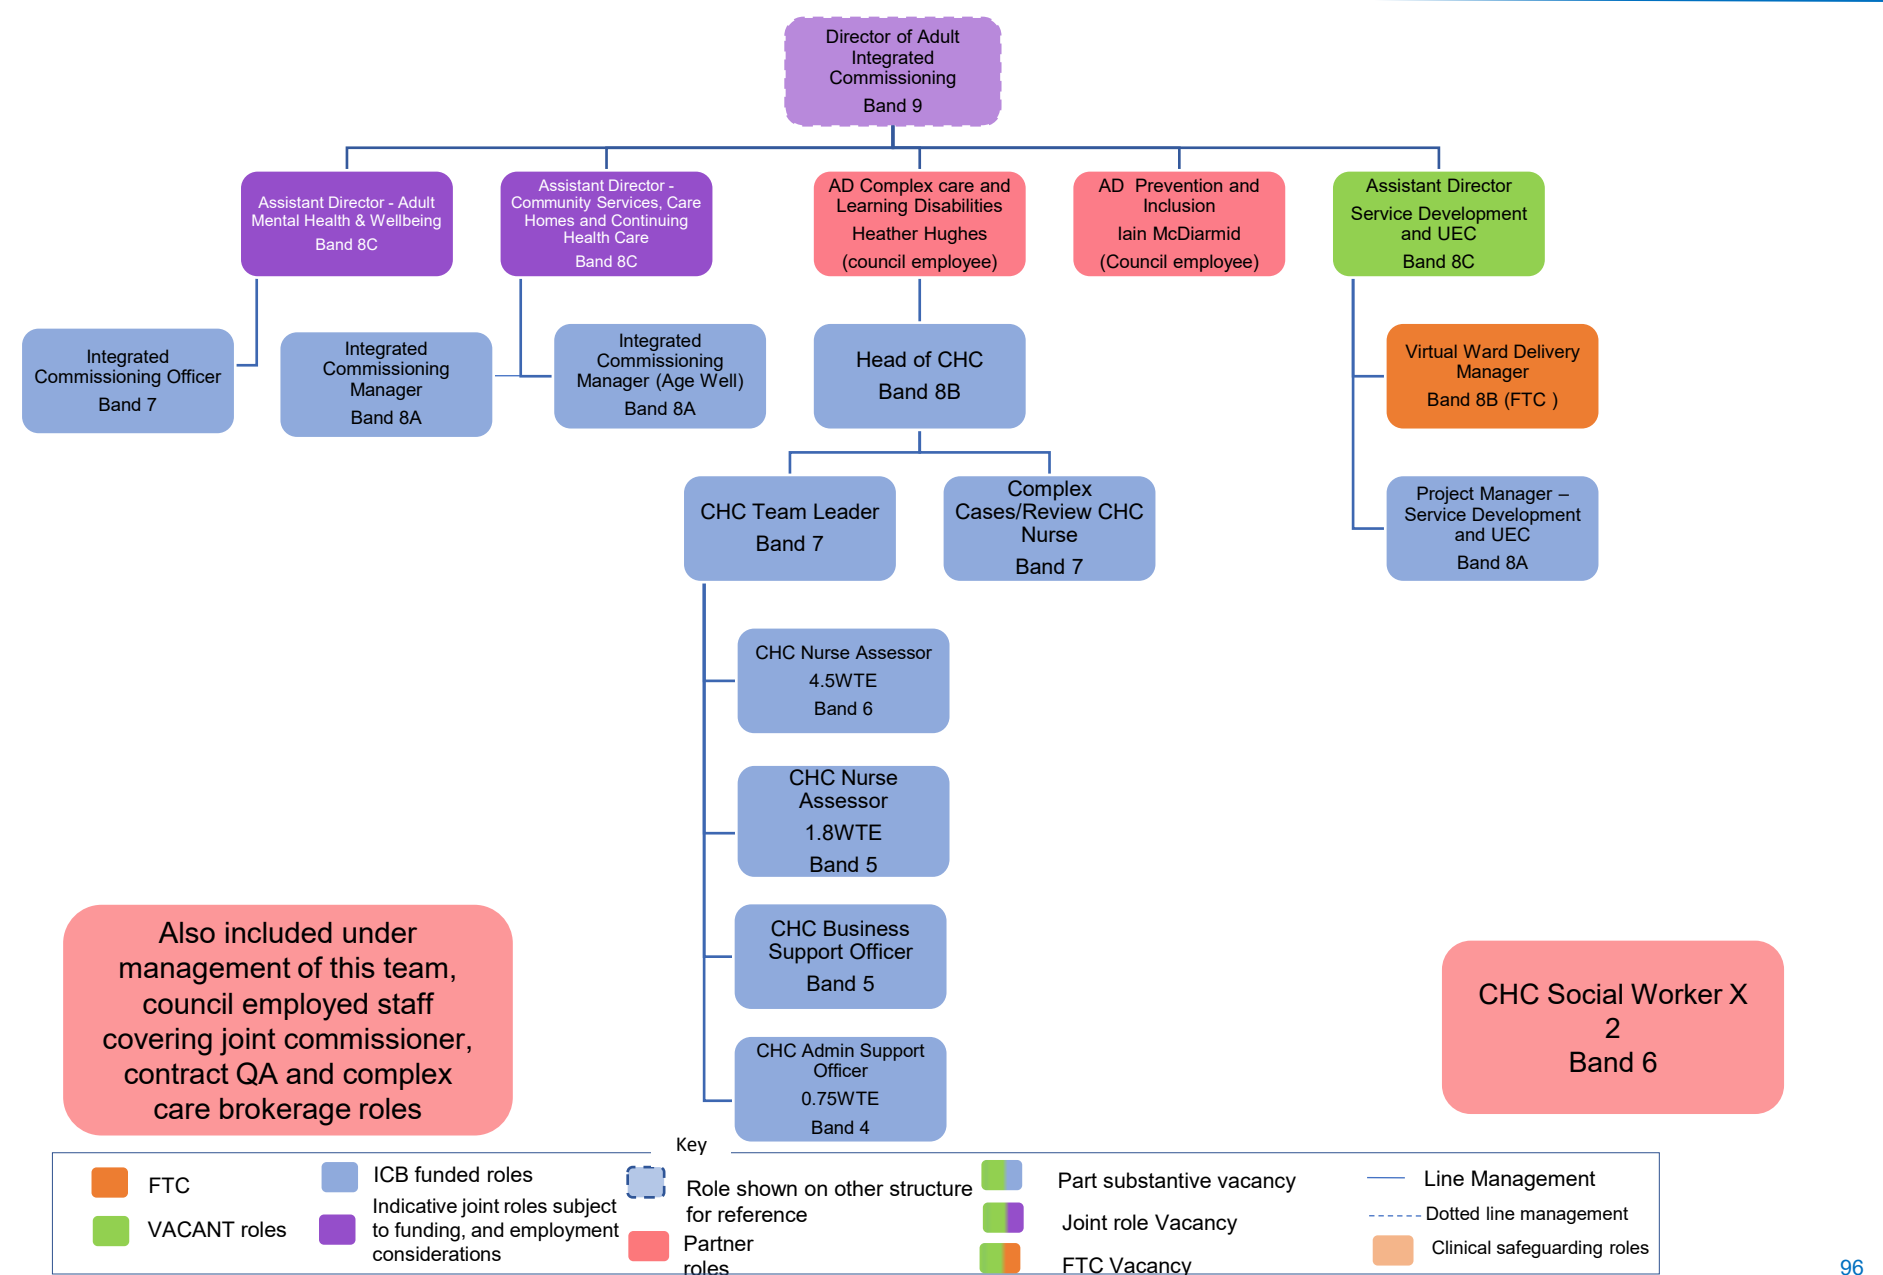 Director of Adult
Integrated
Commissioning
Band 9
Assistant Director - Adult
Mental Health & Wellbeing
Band 8C
Assistant Director -
Community Services, Care
Homes and Continuing
Health Care
Band 8C
AD Complex care and
Learning Disabilities
Heather Hughes
(council employee)
AD Prevention and
Inclusion
Iain McDiarmid
(Council employee)
Assistant Director
Service Development
and UEC
Band 8C
Integrated
Commissioning Officer
Band 7
Integrated
Commissioning
Manager
Band 8A
Integrated
Commissioning
Manager (Age Well)
Band 8A
Head of CHC
Band 8B
Virtual Ward Delivery
Manager
Band 8B (FTC )
CHC Team Leader
Band 7
Complex
Cases/Review CHC
Nurse
Band 7
Project Manager –
Service Development
and UEC
Band 8A
CHC Nurse Assessor
4.5WTE
Band 6
CHC Nurse
Assessor
1.8WTE
Band 5
CHC Business
Support Officer
Band 5
CHC Admin Support
Officer
0.75WTE
Band 4
Also included under
management of this team,
council employed staff
covering joint commissioner,
contract QA and complex
care brokerage roles
CHC Social Worker X
2
Band 6
Key
FTC
VACANT roles
ICB funded roles
Indicative joint roles subject
to funding, and employment
considerations
Role shown on other structure
for reference
Partner
roles
Part substantive vacancy
Joint role Vacancy
FTC Vacancy
Line Management
Dotted line management
Clinical safeguarding roles
96